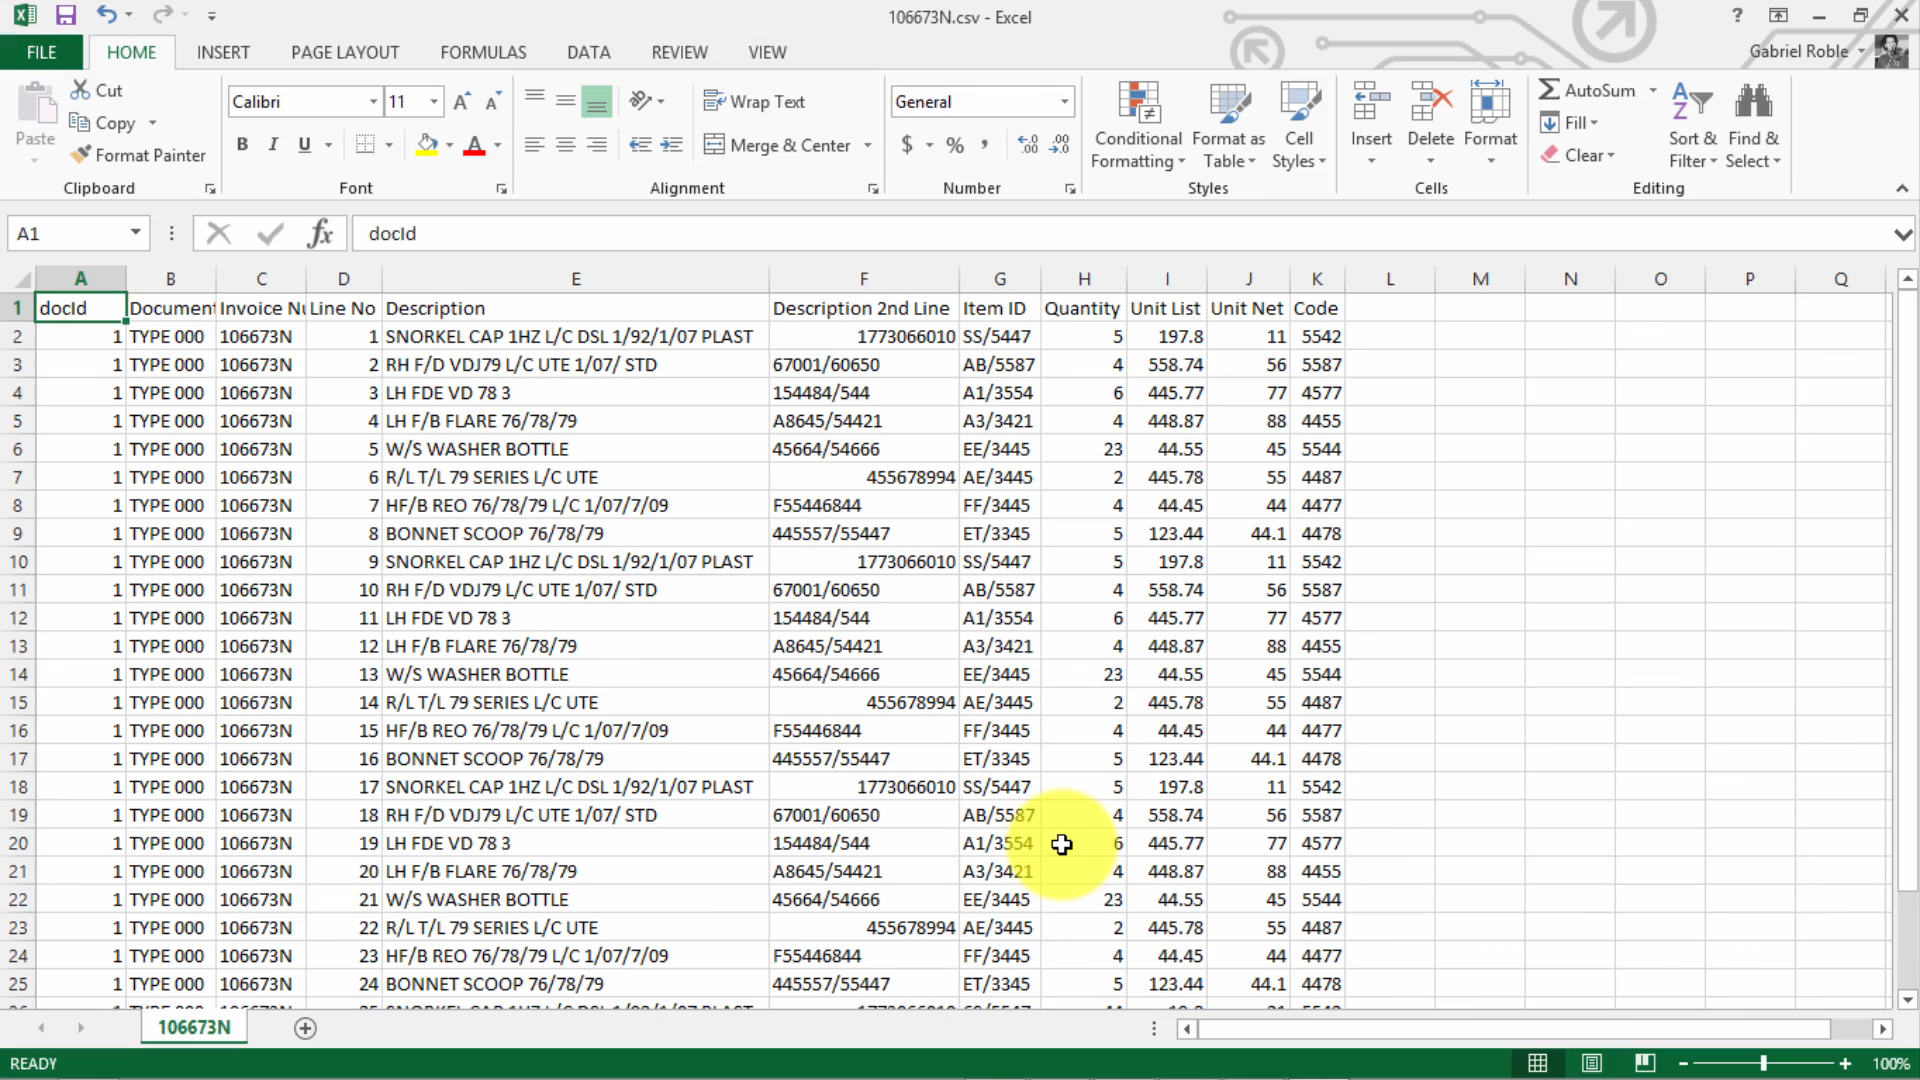 106673N.csv - Excel
?
FILE HOME INSERT PAGE LAYOUT FORMULAS DATA REVIEW VIEW Gabriel Roble
Paste Cut Copy Format Painter Clipboard
Calibri 11 B I U A Font
Wrap Text Merge & Center Alignment
General $ % Number
Conditional Formatting Format as Table Cell Styles Styles
Insert Delete Format Cells
AutoSum Fill Clear Sort & Filter Find & Select Editing
A1 fx docId
A B C D E F G H I J K L M N O P Q
1 docId Document Invoice Nu Line No Description Description 2nd Line Item ID Quantity Unit List Unit Net Code
2 1 TYPE 000 106673N 1 SNORKEL CAP 1HZ L/C DSL 1/92/1/07 PLAST 1773066010 SS/5447 5 197.8 11 5542
3 1 TYPE 000 106673N 2 RH F/D VDJ79 L/C UTE 1/07/ STD 67001/60650 AB/5587 4 558.74 56 5587
4 1 TYPE 000 106673N 3 LH FDE VD 78 3 154484/544 A1/3554 6 445.77 77 4577
5 1 TYPE 000 106673N 4 LH F/B FLARE 76/78/79 A8645/54421 A3/3421 4 448.87 88 4455
6 1 TYPE 000 106673N 5 W/S WASHER BOTTLE 45664/54666 EE/3445 23 44.55 45 5544
7 1 TYPE 000 106673N 6 R/L T/L 79 SERIES L/C UTE 455678994 AE/3445 2 445.78 55 4487
8 1 TYPE 000 106673N 7 HF/B REO 76/78/79 L/C 1/07/7/09 F55446844 FF/3445 4 44.45 44 4477
9 1 TYPE 000 106673N 8 BONNET SCOOP 76/78/79 445557/55447 ET/3345 5 123.44 44.1 4478
10 1 TYPE 000 106673N 9 SNORKEL CAP 1HZ L/C DSL 1/92/1/07 PLAST 1773066010 SS/5447 5 197.8 11 5542
11 1 TYPE 000 106673N 10 RH F/D VDJ79 L/C UTE 1/07/ STD 67001/60650 AB/5587 4 558.74 56 5587
12 1 TYPE 000 106673N 11 LH FDE VD 78 3 154484/544 A1/3554 6 445.77 77 4577
13 1 TYPE 000 106673N 12 LH F/B FLARE 76/78/79 A8645/54421 A3/3421 4 448.87 88 4455
14 1 TYPE 000 106673N 13 W/S WASHER BOTTLE 45664/54666 EE/3445 23 44.55 45 5544
15 1 TYPE 000 106673N 14 R/L T/L 79 SERIES L/C UTE 455678994 AE/3445 2 445.78 55 4487
16 1 TYPE 000 106673N 15 HF/B REO 76/78/79 L/C 1/07/7/09 F55446844 FF/3445 4 44.45 44 4477
17 1 TYPE 000 106673N 16 BONNET SCOOP 76/78/79 445557/55447 ET/3345 5 123.44 44.1 4478
18 1 TYPE 000 106673N 17 SNORKEL CAP 1HZ L/C DSL 1/92/1/07 PLAST 1773066010 SS/5447 5 197.8 11 5542
19 1 TYPE 000 106673N 18 RH F/D VDJ79 L/C UTE 1/07/ STD 67001/60650 AB/5587 4 558.74 56 5587
20 1 TYPE 000 106673N 19 LH FDE VD 78 3 154484/544 A1/3554 6 445.77 77 4577
21 1 TYPE 000 106673N 20 LH F/B FLARE 76/78/79 A8645/54421 A3/3421 4 448.87 88 4455
22 1 TYPE 000 106673N 21 W/S WASHER BOTTLE 45664/54666 EE/3445 23 44.55 45 5544
23 1 TYPE 000 106673N 22 R/L T/L 79 SERIES L/C UTE 455678994 AE/3445 2 445.78 55 4487
24 1 TYPE 000 106673N 23 HF/B REO 76/78/79 L/C 1/07/7/09 F55446844 FF/3445 4 44.45 44 4477
25 1 TYPE 000 106673N 24 BONNET SCOOP 76/78/79 445557/55447 ET/3345 5 123.44 44.1 4478
106673N
READY 100%